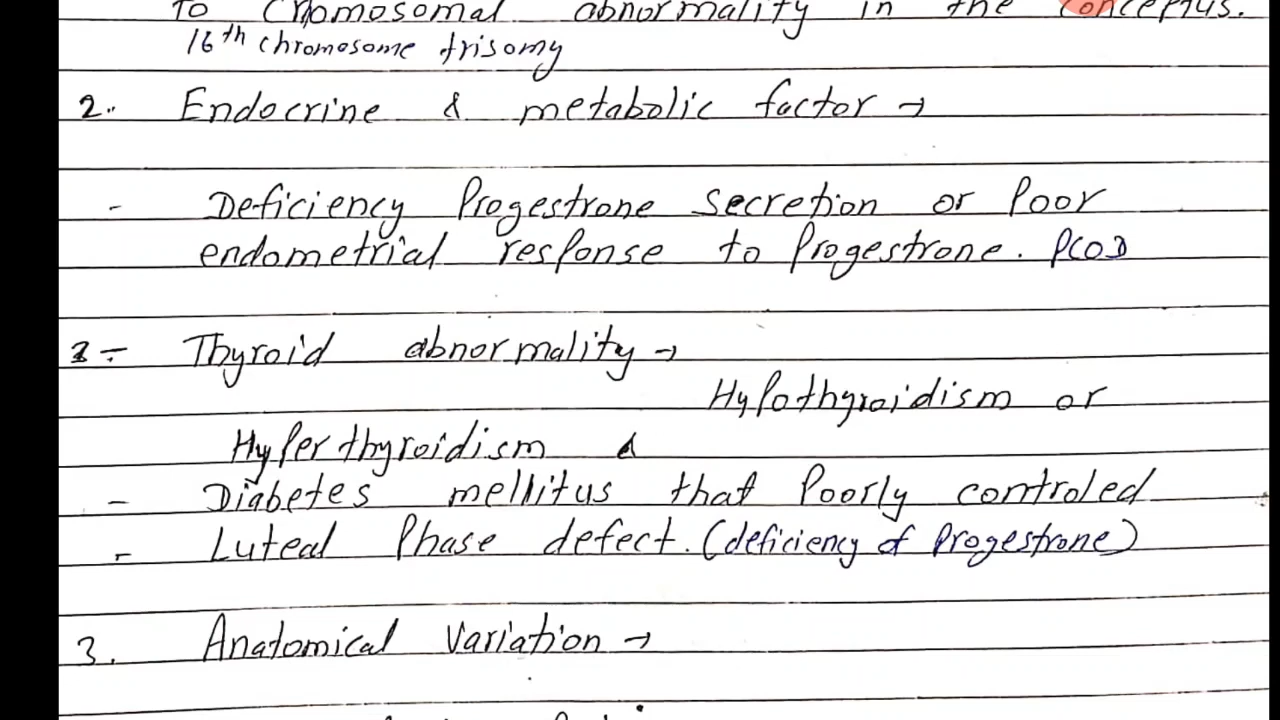 to Chromosomal abnormality in the Conceptus.
16th chromosome trisomy
2. Endocrine & metabolic factor →
- Deficiency Progestrone Secretion or Poor
endometrial response to Progestrone. PCOD
- Thyroid abnormality →
Hypothyroidism or
Hyperthyroidism &
- Diabetes mellitus that Poorly controled
- Luteal Phase defect. (deficiency of Progestrone)
3. Anatomical Variation →